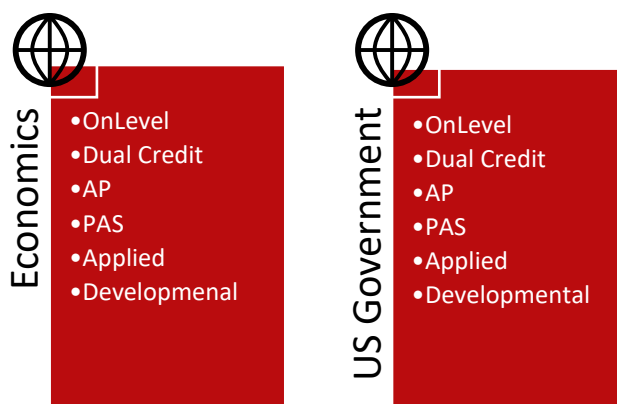 Economics
•OnLevel
•Dual Credit
•AP
•PAS
•Applied
•Developmenal
US Government
•OnLevel
•Dual Credit
•AP
•PAS
•Applied
•Developmental